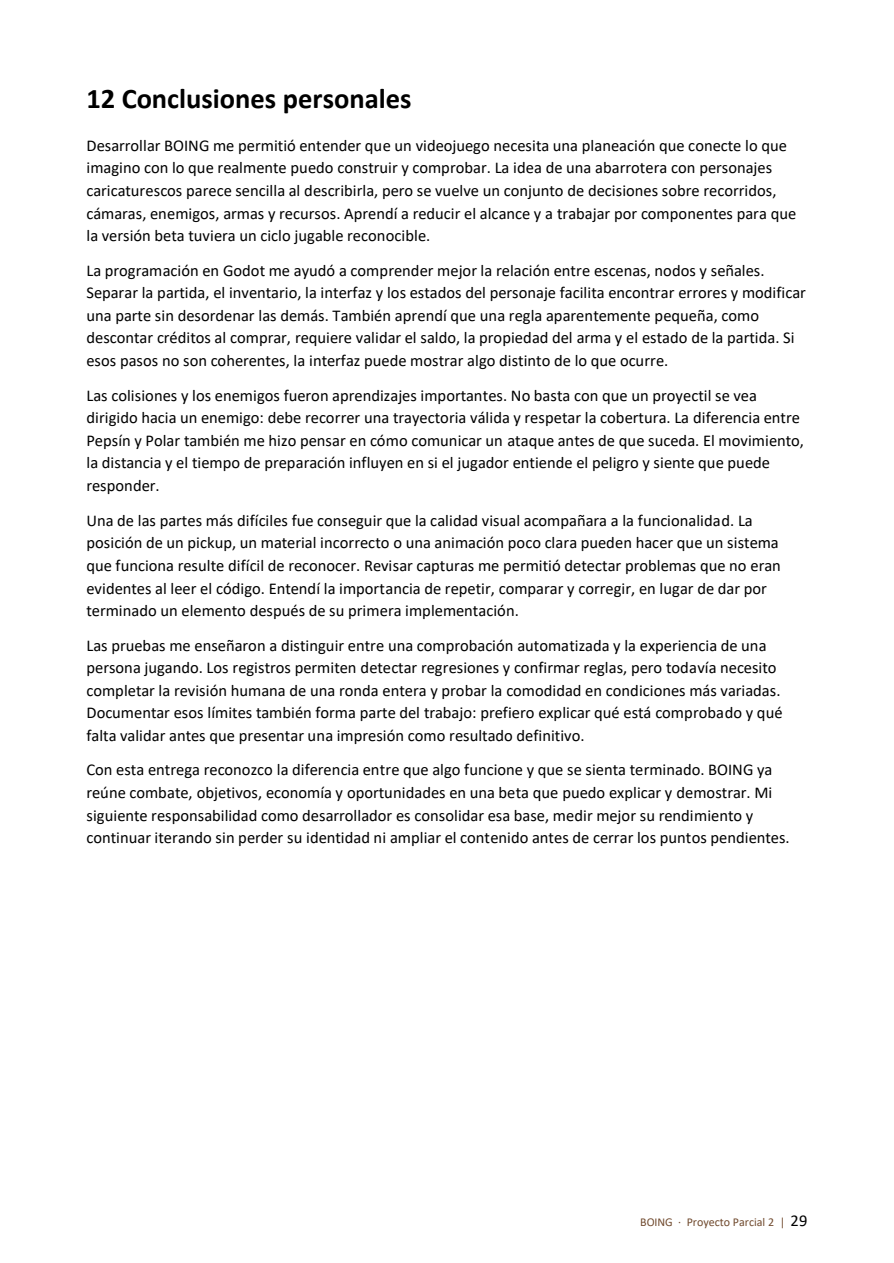 12 Conclusiones personales
Desarrollar BOING me permitió entender que un videojuego necesita una planeación que conecte lo que
imagino con lo que realmente puedo construir y comprobar. La idea de una abarrotera con personajes
caricaturescos parece sencilla al describirla, pero se vuelve un conjunto de decisiones sobre recorridos,
cámaras, enemigos, armas y recursos. Aprendí a reducir el alcance y a trabajar por componentes para que
la versión beta tuviera un ciclo jugable reconocible.
La programación en Godot me ayudó a comprender mejor la relación entre escenas, nodos y señales.
Separar la partida, el inventario, la interfaz y los estados del personaje facilita encontrar errores y modificar
una parte sin desordenar las demás. También aprendí que una regla aparentemente pequeña, como
descontar créditos al comprar, requiere validar el saldo, la propiedad del arma y el estado de la partida. Si
esos pasos no son coherentes, la interfaz puede mostrar algo distinto de lo que ocurre.
Las colisiones y los enemigos fueron aprendizajes importantes. No basta con que un proyectil se vea
dirigido hacia un enemigo: debe recorrer una trayectoria válida y respetar la cobertura. La diferencia entre
Pepsín y Polar también me hizo pensar en cómo comunicar un ataque antes de que suceda. El movimiento,
la distancia y el tiempo de preparación influyen en si el jugador entiende el peligro y siente que puede
responder.
Una de las partes más difíciles fue conseguir que la calidad visual acompañara a la funcionalidad. La
posición de un pickup, un material incorrecto o una animación poco clara pueden hacer que un sistema
que funciona resulte difícil de reconocer. Revisar capturas me permitió detectar problemas que no eran
evidentes al leer el código. Entendí la importancia de repetir, comparar y corregir, en lugar de dar por
terminado un elemento después de su primera implementación.
Las pruebas me enseñaron a distinguir entre una comprobación automatizada y la experiencia de una
persona jugando. Los registros permiten detectar regresiones y confirmar reglas, pero todavía necesito
completar la revisión humana de una ronda entera y probar la comodidad en condiciones más variadas.
Documentar esos límites también forma parte del trabajo: prefiero explicar qué está comprobado y qué
falta validar antes que presentar una impresión como resultado definitivo.
Con esta entrega reconozco la diferencia entre que algo funcione y que se sienta terminado. BOING ya
reúne combate, objetivos, economía y oportunidades en una beta que puedo explicar y demostrar. Mi
siguiente responsabilidad como desarrollador es consolidar esa base, medir mejor su rendimiento y
continuar iterando sin perder su identidad ni ampliar el contenido antes de cerrar los puntos pendientes.
BOING · Proyecto Parcial 2 | 29